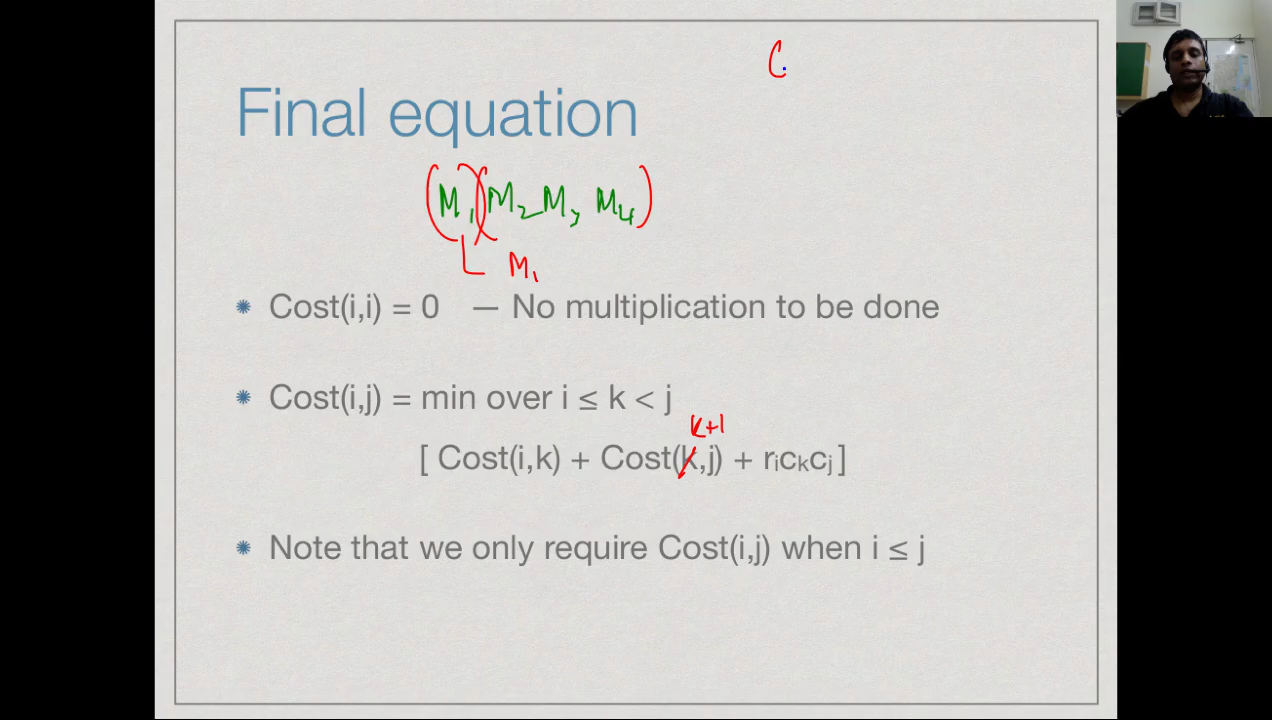 (
Final equation
(M1)(M2 M3 M4)
M1
✺ Cost(i,i) = 0 — No multiplication to be done
✺ Cost(i,j) = min over i ≤ k < j
k+1
[ Cost(i,k) + Cost(k,j) + rickcj ]
✺ Note that we only require Cost(i,j) when i ≤ j